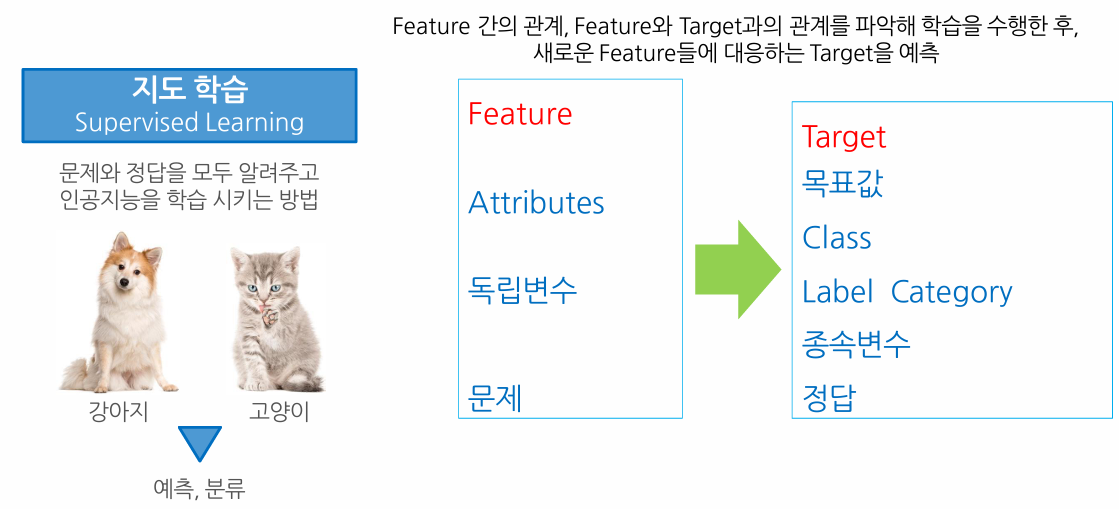 Feature 간의 관계, Feature와 Target과의 관계를 파악해 학습을 수행한 후,
새로운 Feature들에 대응하는 Target을 예측
지도 학습
Supervised Learning
문제와 정답을 모두 알려주고
인공지능을 학습 시키는 방법
강아지
고양이
예측, 분류
Feature
Attributes
독립변수
문제
Target
목표값
Class
Label Category
종속변수
정답